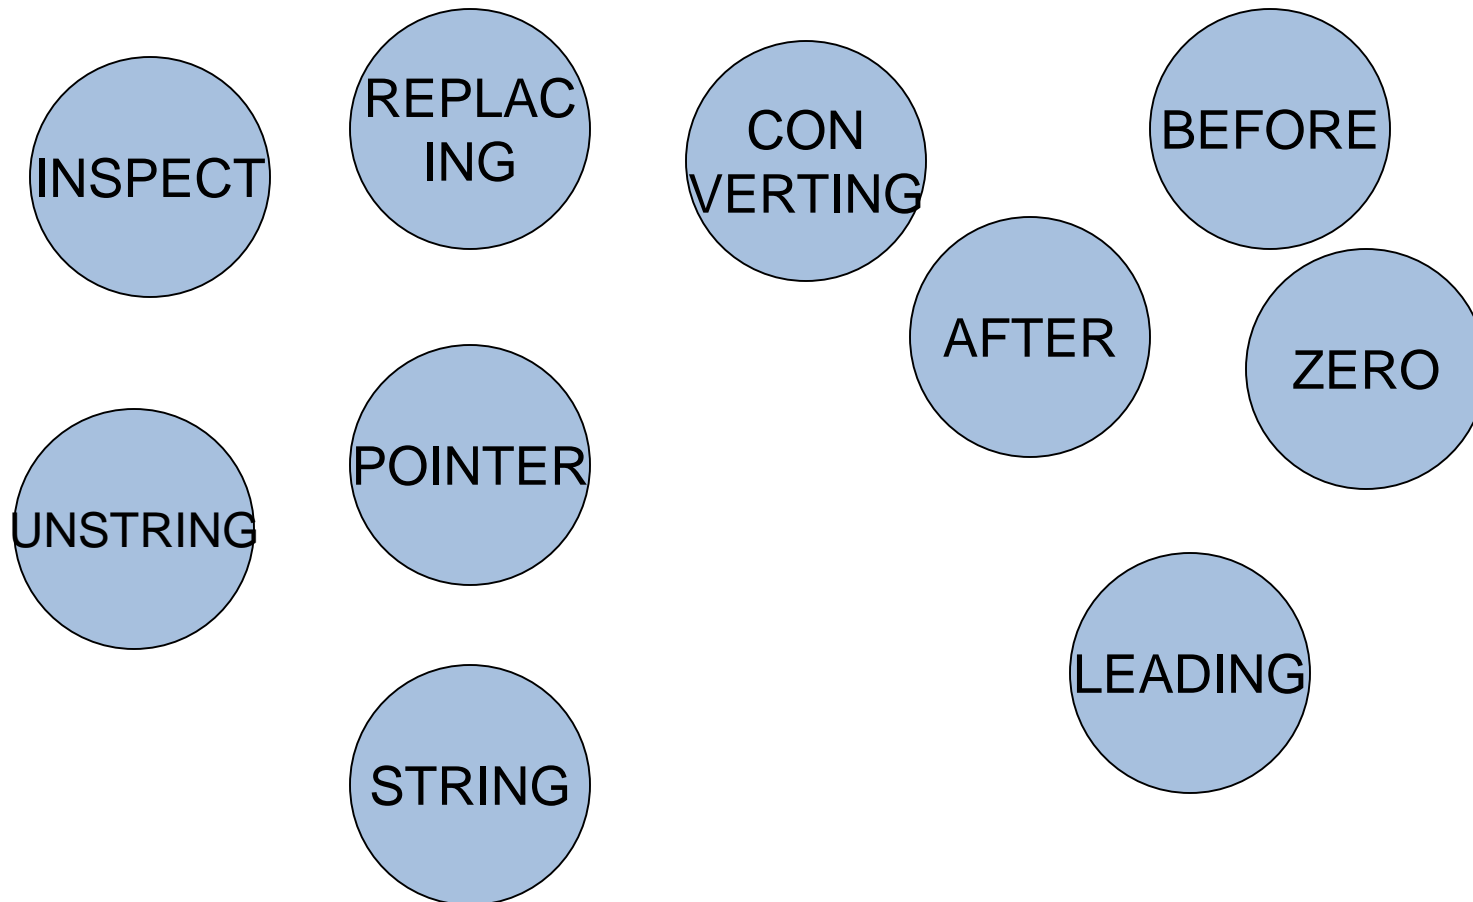 INSPECT
REPLAC
ING
CON
VERTING
BEFORE
AFTER
ZERO
POINTER
UNSTRING
LEADING
STRING